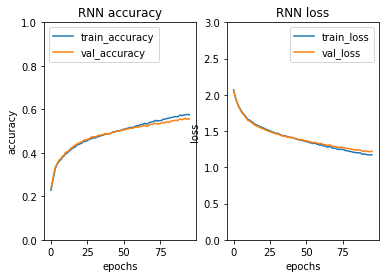 RNN accuracy
1.0
0.8
0.6
0.4
0.2
0.0
accuracy
train_accuracy
val_accuracy
0
25
50
75
epochs
RNN loss
3.0
2.5
2.0
1.5
1.0
0.5
0.0
loss
train_loss
val_loss
0
25
50
75
epochs